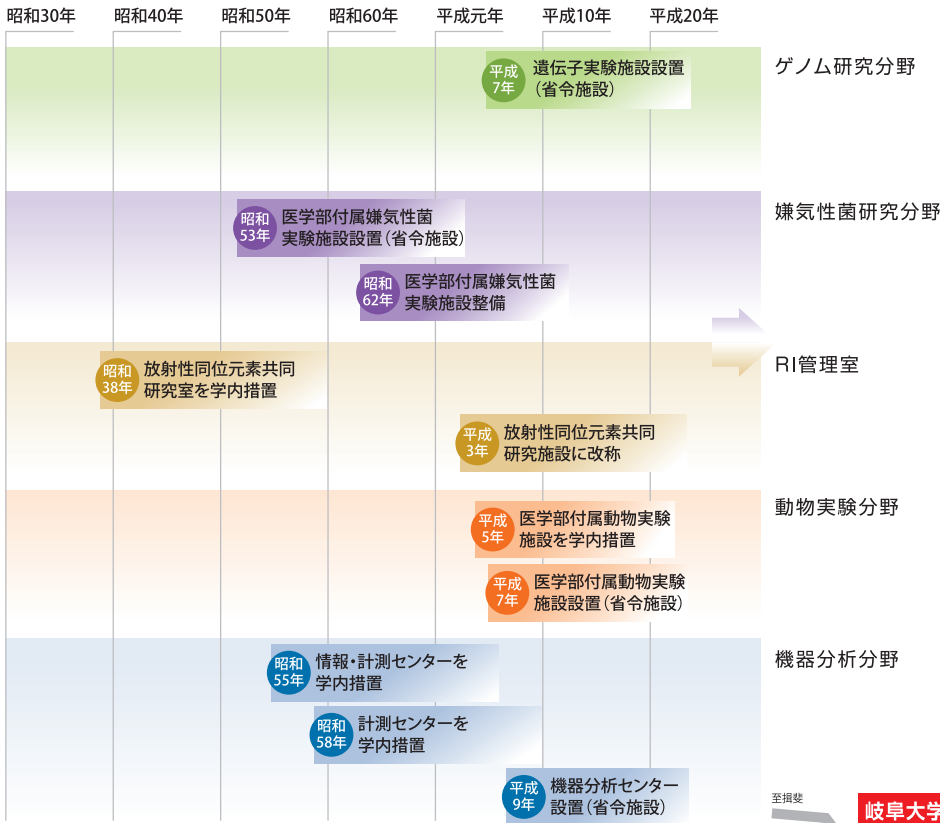 昭和30年 昭和40年 昭和50年 昭和60年 平成元年 平成10年 平成20年
ゲノム研究分野
平成
7年
遺伝子実験施設設置
（省令施設）
嫌気性菌研究分野
昭和
53年
医学部付属嫌気性菌
実験施設設置（省令施設）
昭和
62年
医学部付属嫌気性菌
実験施設整備
RI管理室
昭和
38年
放射性同位元素共同
研究室を学内措置
平成
3年
放射性同位元素共同
研究施設に改称
動物実験分野
平成
5年
医学部付属動物実験
施設を学内措置
平成
7年
医学部付属動物実験
施設設置（省令施設）
機器分析分野
昭和
55年
情報・計測センターを
学内措置
昭和
58年
計測センターを
学内措置
平成
9年
機器分析センター
設置（省令施設）
至揖斐
岐阜大学